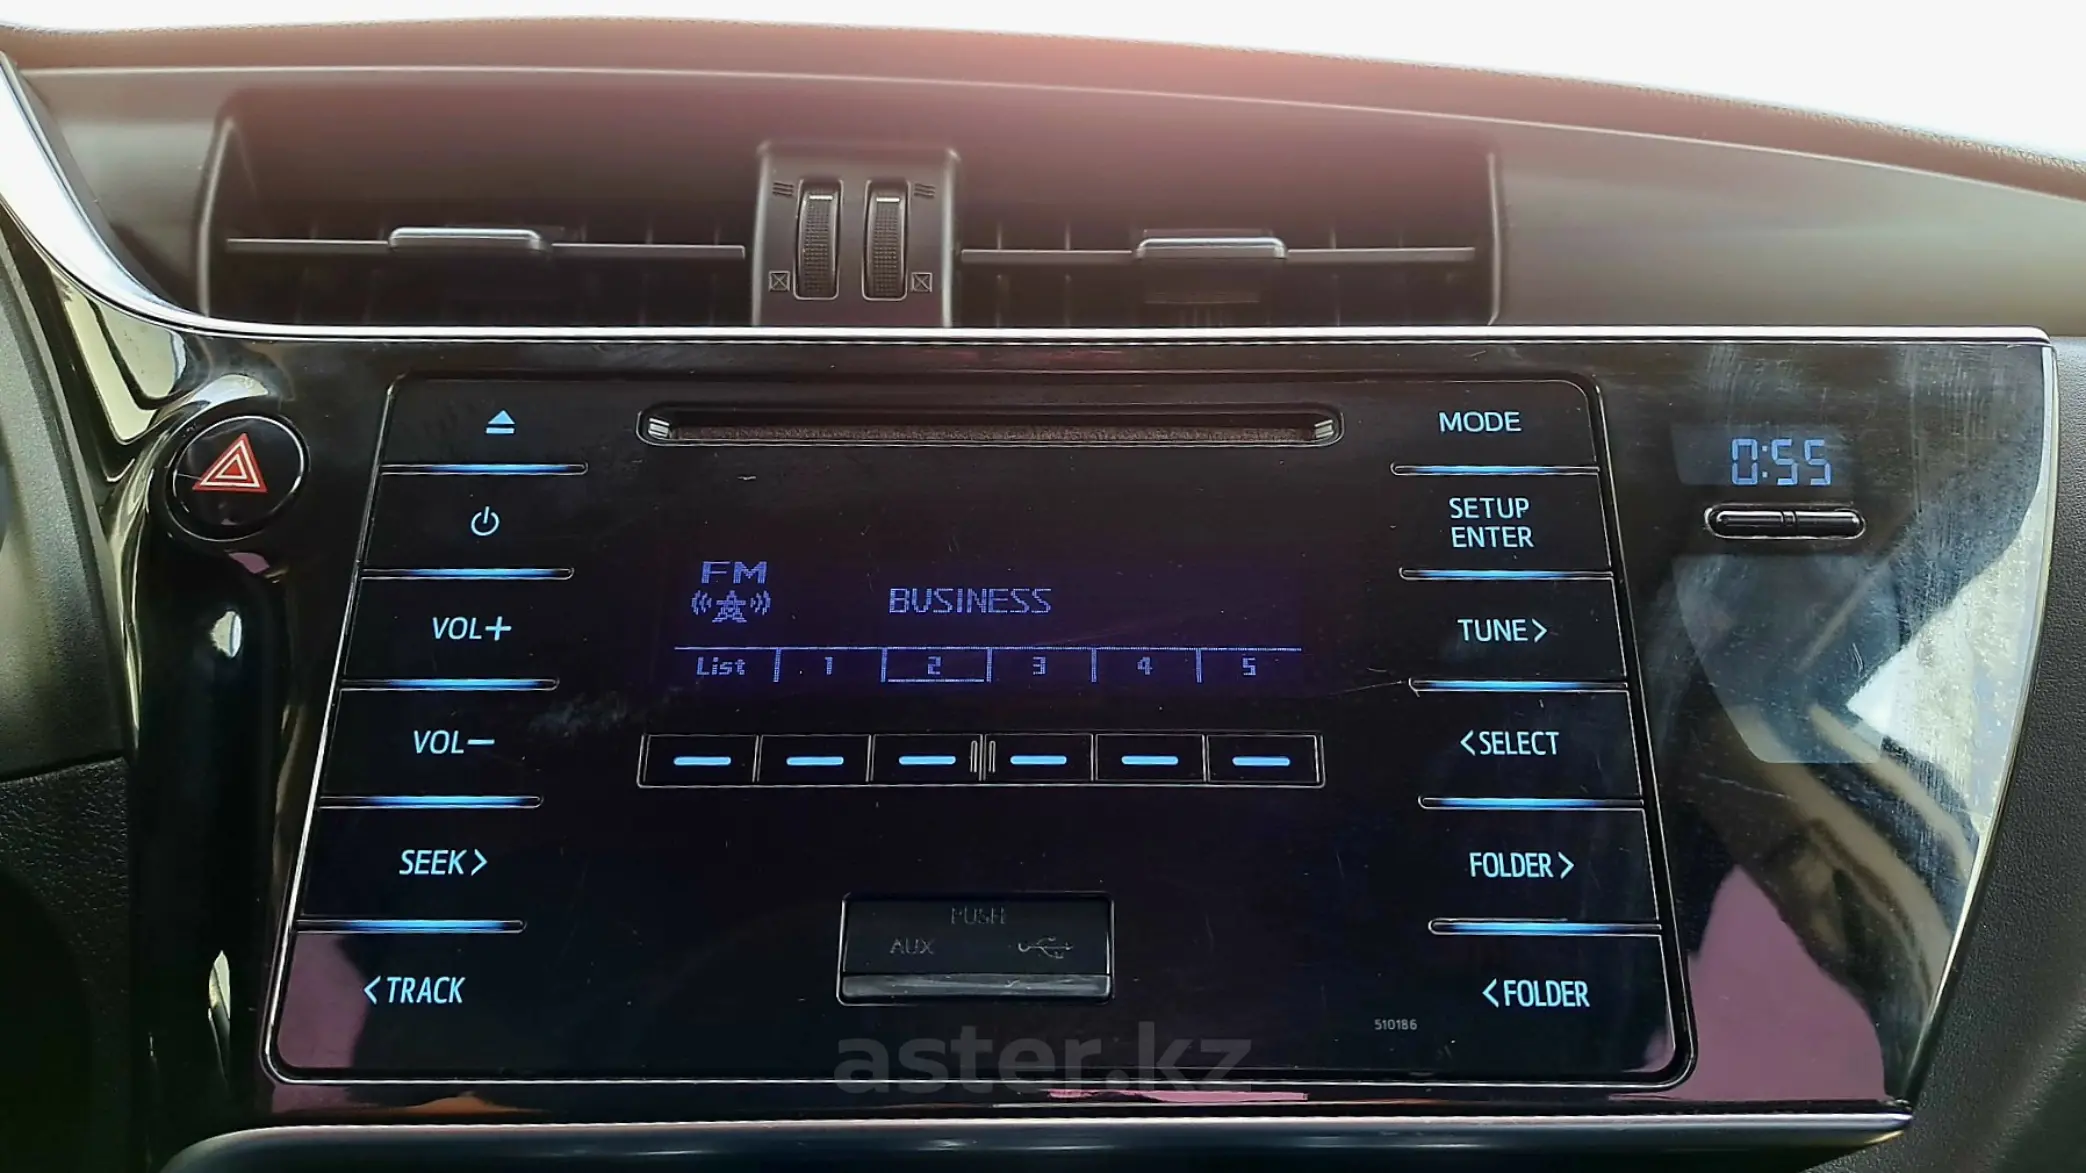 MODE
0:55
SETUP
ENTER
FM
BUSINESS
VOL+
TUNE>
List 1 2 3 4 5
VOL–
<SELECT
SEEK>
FOLDER>
PUSH
AUX
<TRACK
<FOLDER
510186
aster.kz